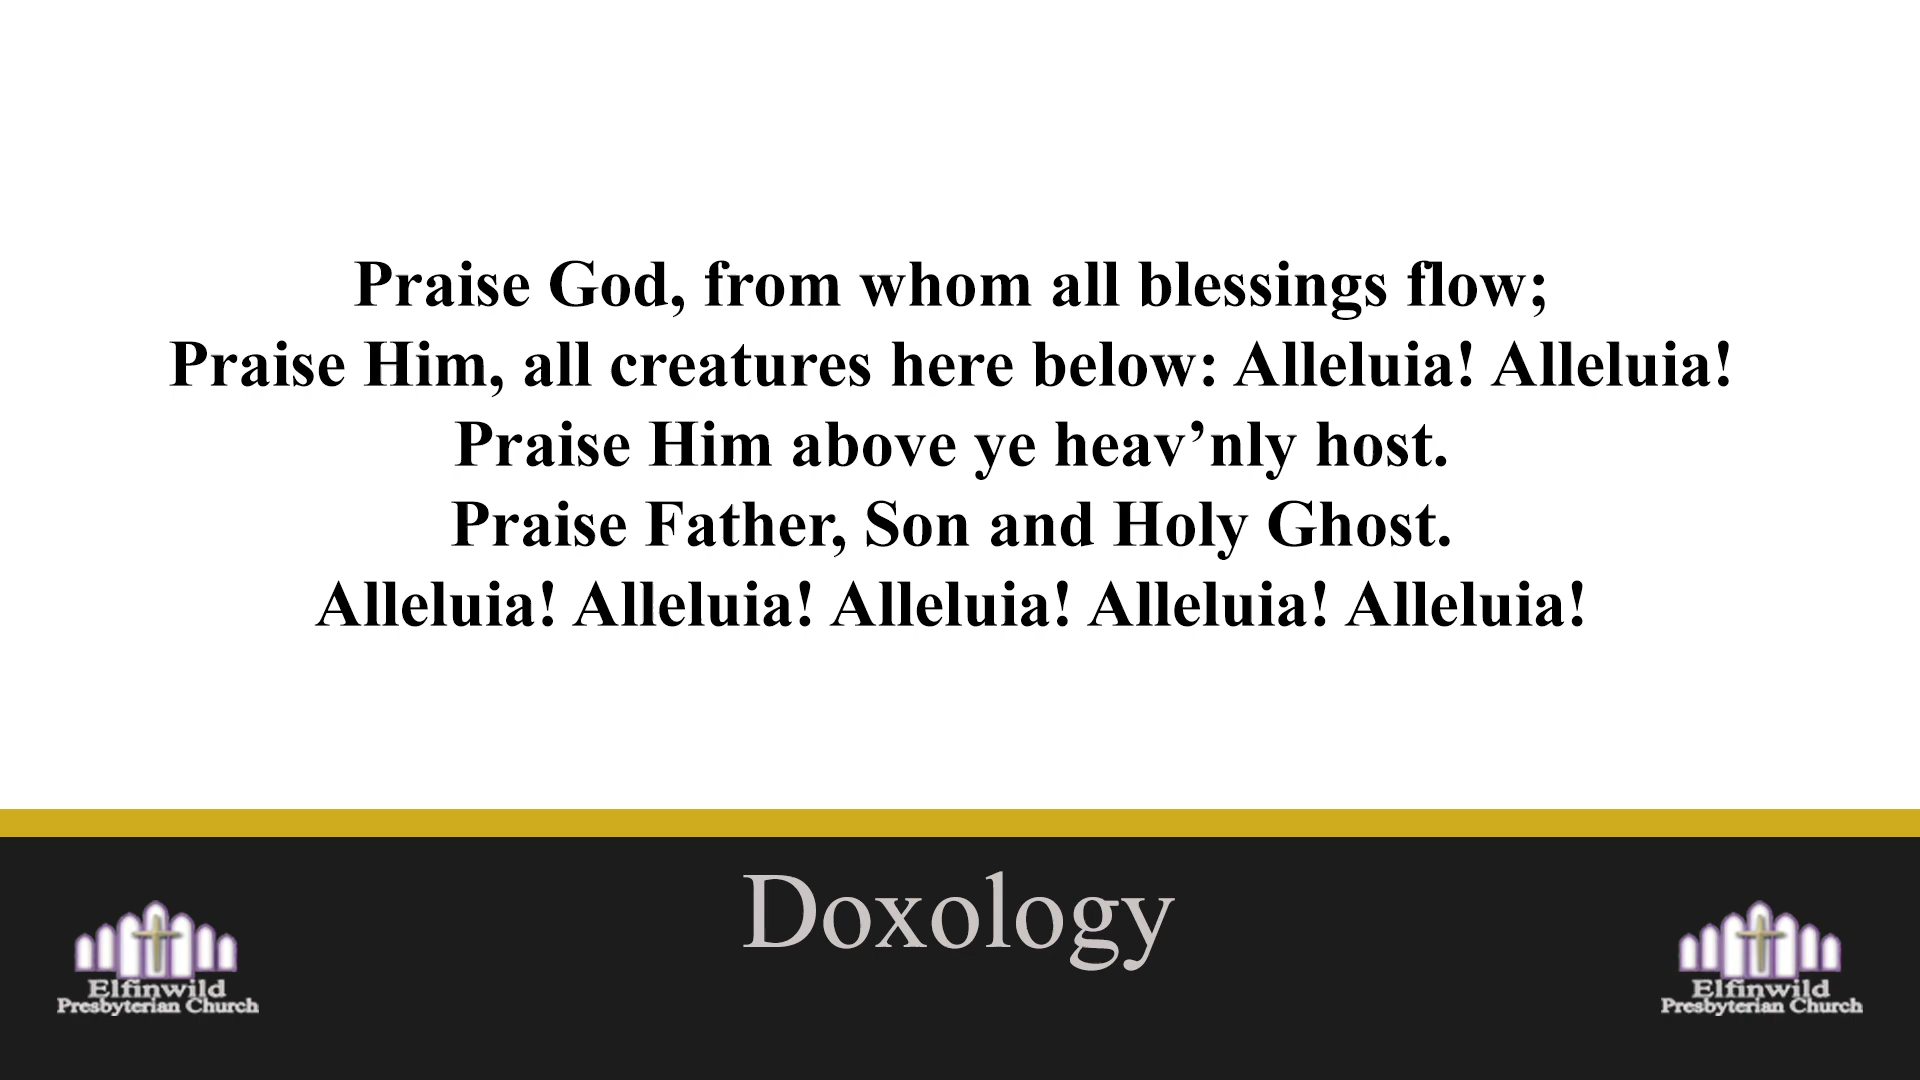 Praise God, from whom all blessings flow;
Praise Him, all creatures here below: Alleluia! Alleluia!
Praise Him above ye heav’nly host.
Praise Father, Son and Holy Ghost.
Alleluia! Alleluia! Alleluia! Alleluia! Alleluia!
Doxology
Elfinwild
Presbyterian Church
Elfinwild
Presbyterian Church